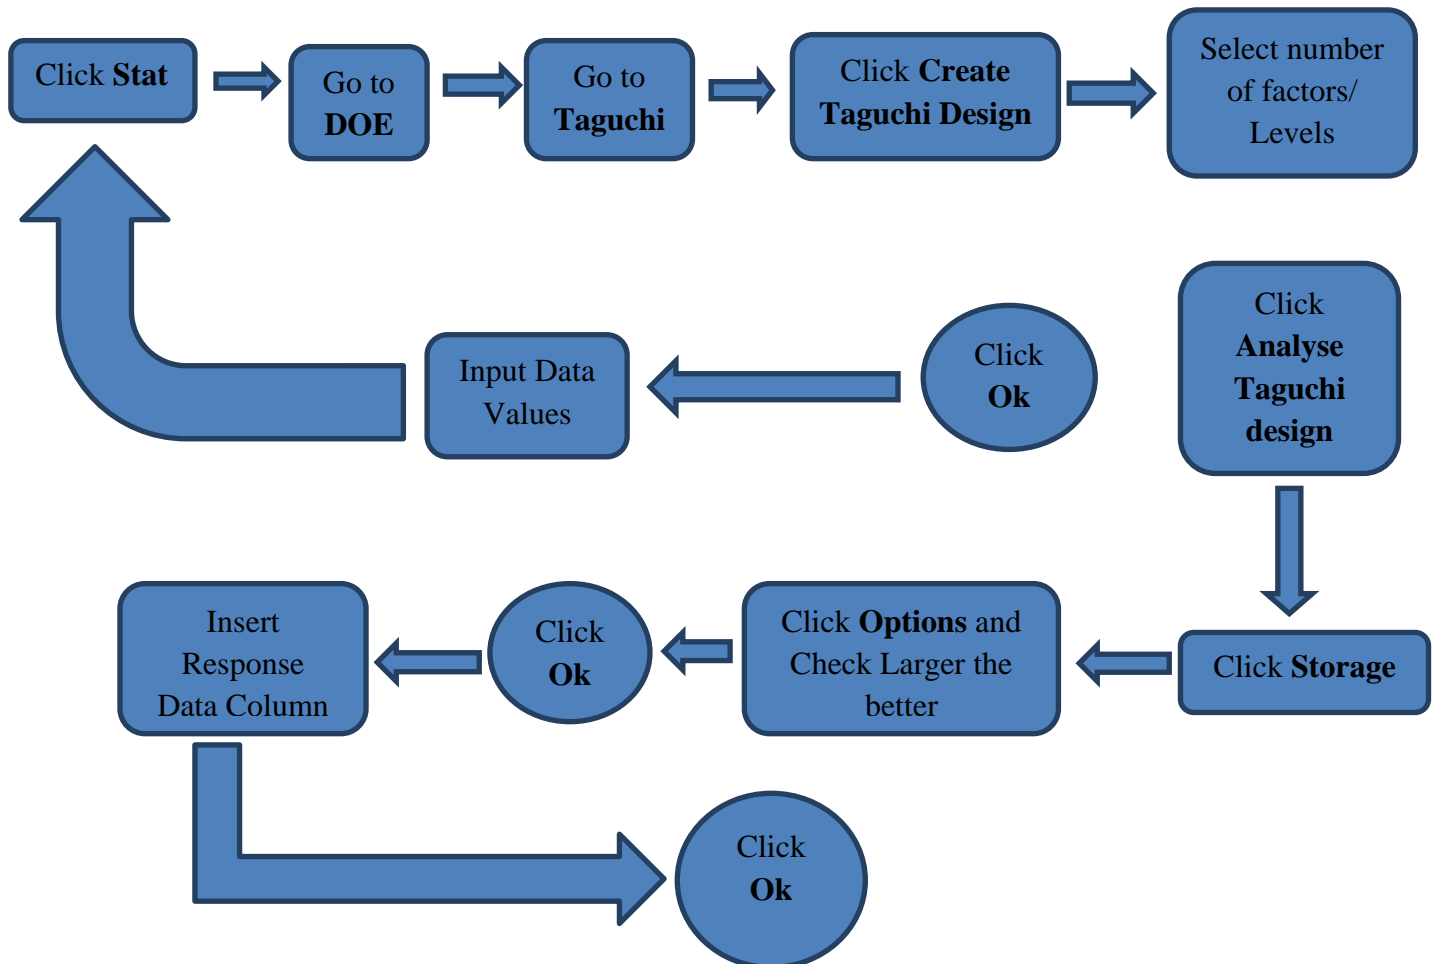 Click Stat
Go to
DOE
Go to
Taguchi
Click Create
Taguchi Design
Select number
of factors/
Levels
Click
Analyse
Taguchi
design
Click
Ok
Input Data
Values
Insert
Response
Data Column
Click
Ok
Click Options and
Check Larger the
better
Click Storage
Click
Ok